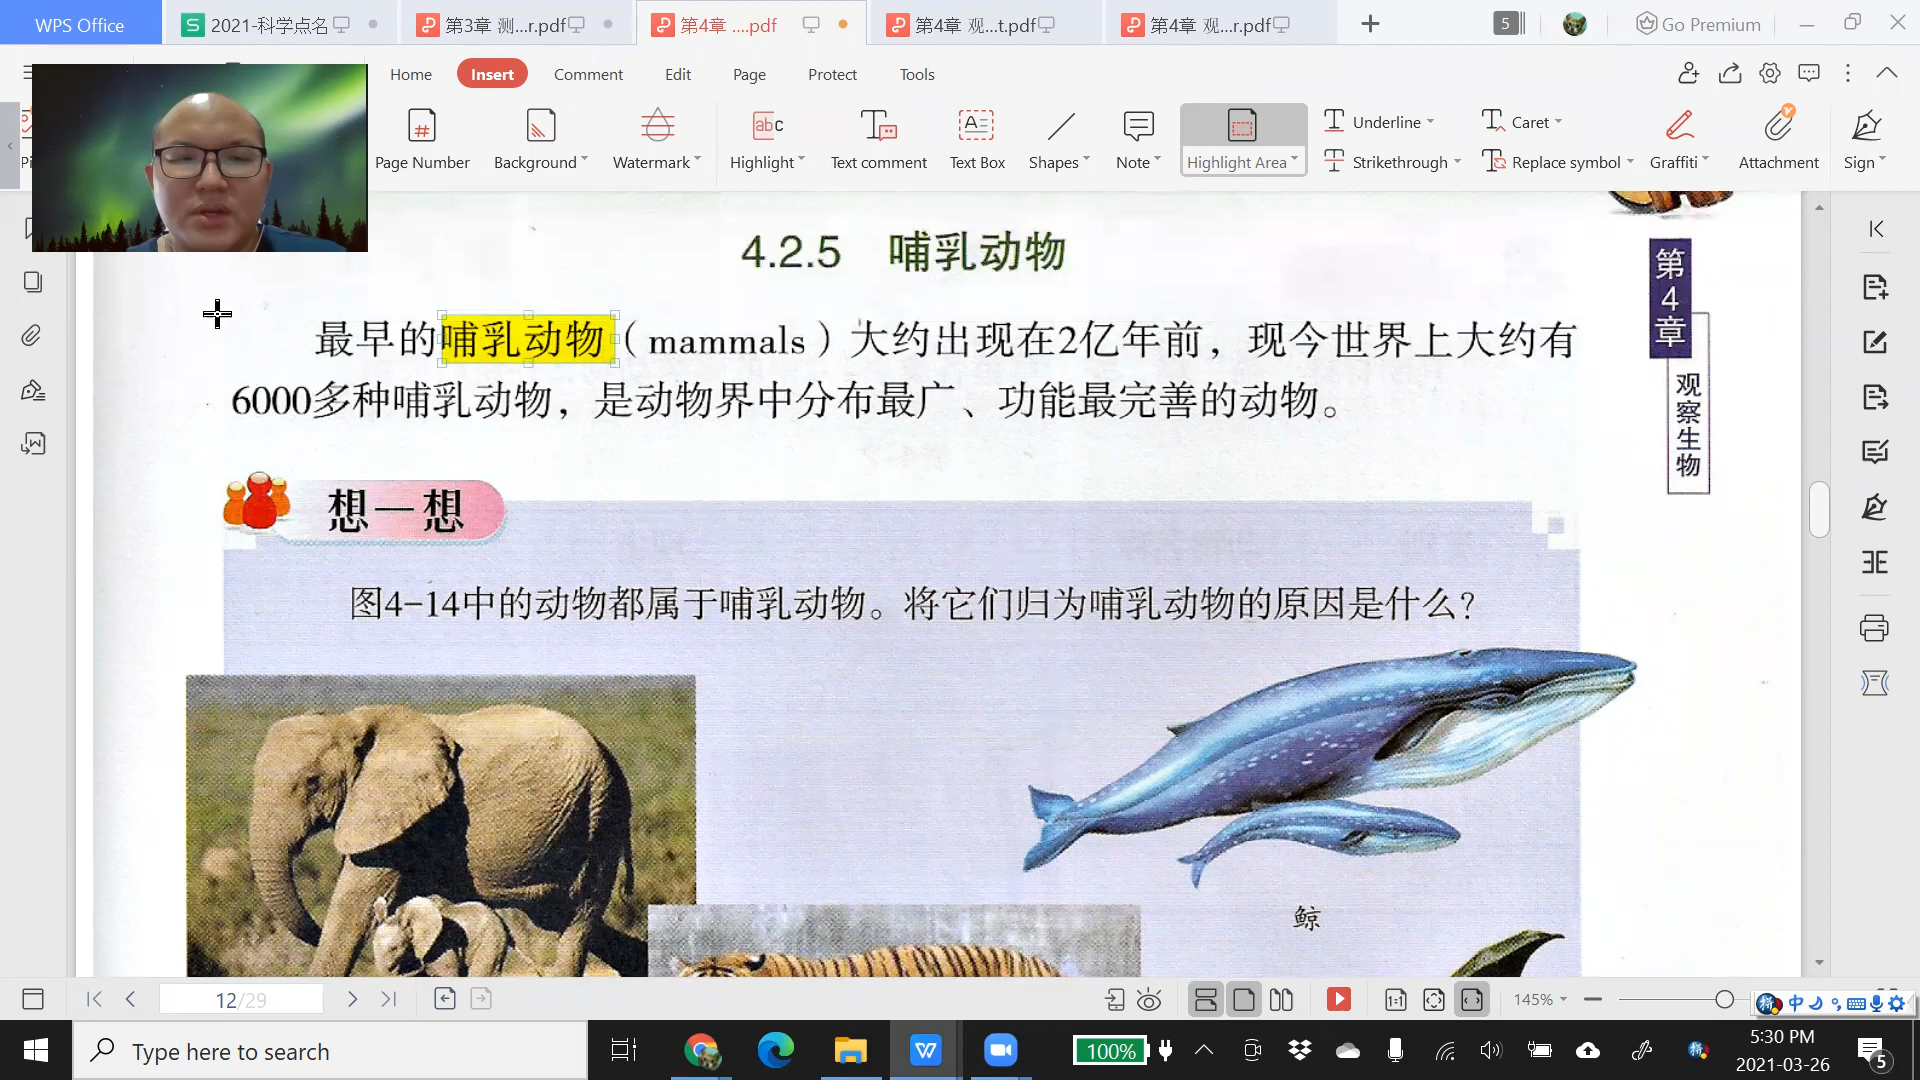 WPS Office
2021-科学点名
第3章 测...r.pdf
第4章 ....pdf
第4章 观...t.pdf
第4章 观...r.pdf
5
Go Premium
Home
Insert
Comment
Edit
Page
Protect
Tools
Page Number
Background
Watermark
Highlight
Text comment
Text Box
Shapes
Note
Highlight Area
Underline
Strikethrough
Caret
Replace symbol
Graffiti
Attachment
Sign
4.2.5 哺乳动物
最早的哺乳动物（mammals）大约出现在2亿年前，现今世界上大约有
6000多种哺乳动物，是动物界中分布最广、功能最完善的动物。
第4章
观察生物
想一想
图4-14中的动物都属于哺乳动物。将它们归为哺乳动物的原因是什么？
鲸
12/29
145%
中
Type here to search
100%
5:30 PM
2021-03-26
5